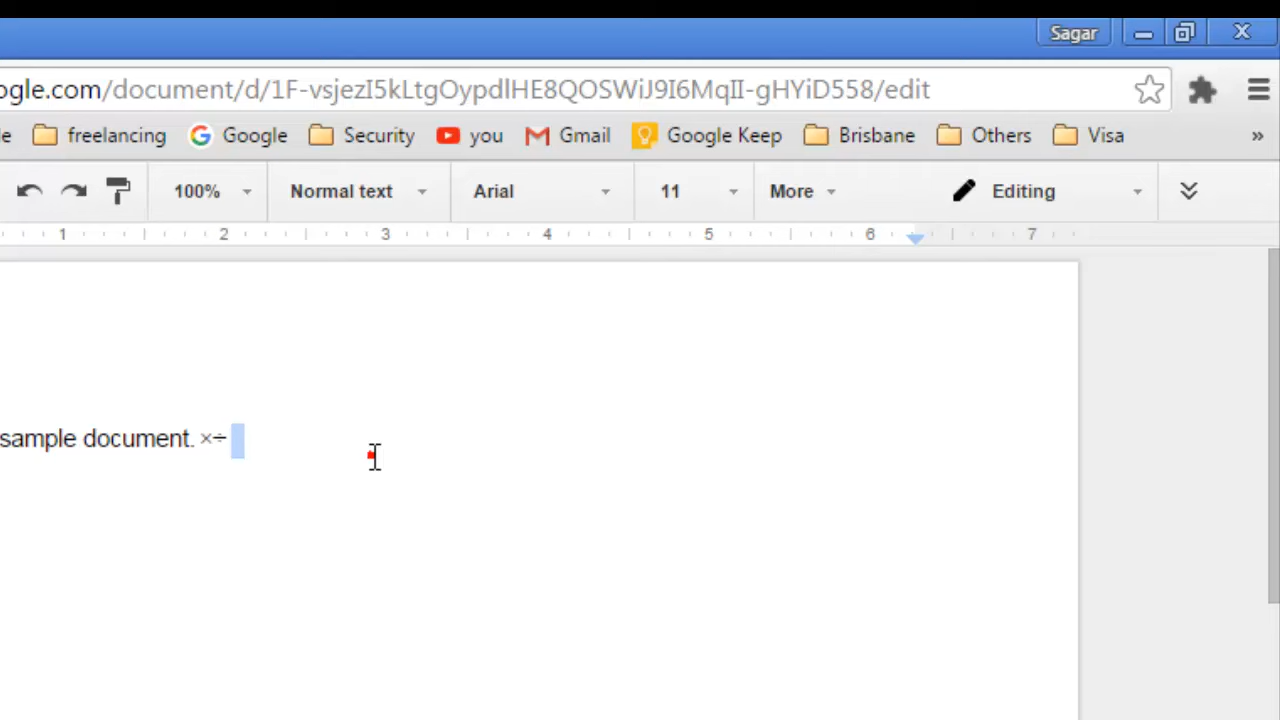 Sagar
ogle.com/document/d/1F-vsjezI5kLtgOypdlHE8QOSWiJ9I6MqII-gHYiD558/edit
le freelancing Google Security you Gmail Google Keep Brisbane Others Visa »
100% Normal text Arial 11 More Editing
1 2 3 4 5 6 7
sample document. ×÷